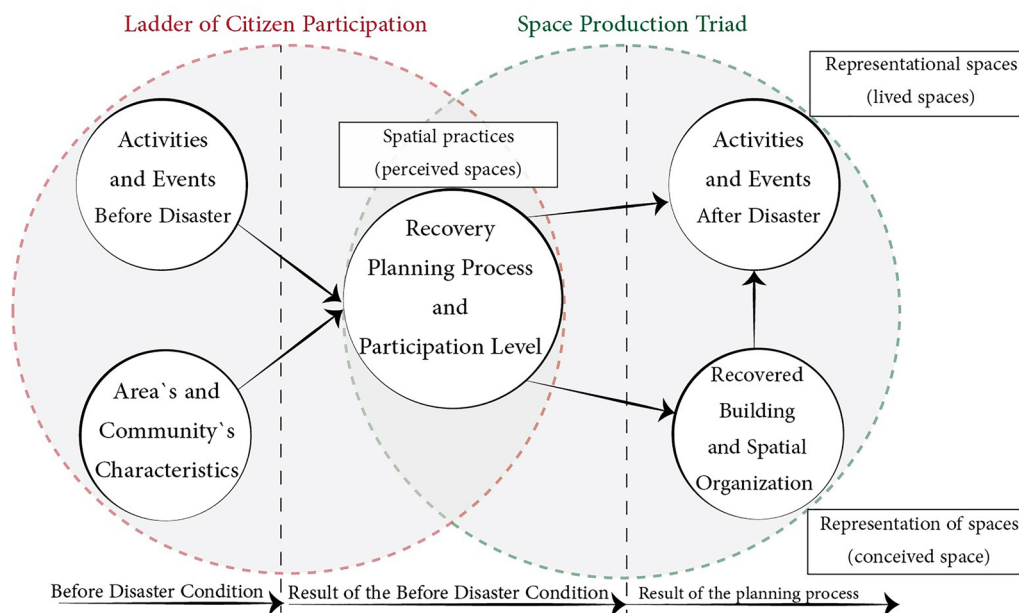 Ladder of Citizen Participation
Space Production Triad
Activities
and Events
Before Disaster
Area`s and
Community`s
Characteristics
Spatial practices
(perceived spaces)
Recovery
Planning Process
and
Participation Level
Representational spaces
(lived spaces)
Activities
and Events
After Disaster
Recovered
Building
and Spatial
Organization
Representation of spaces
(conceived space)
Before Disaster Condition
Result of the Before Disaster Condition
Result of the planning process